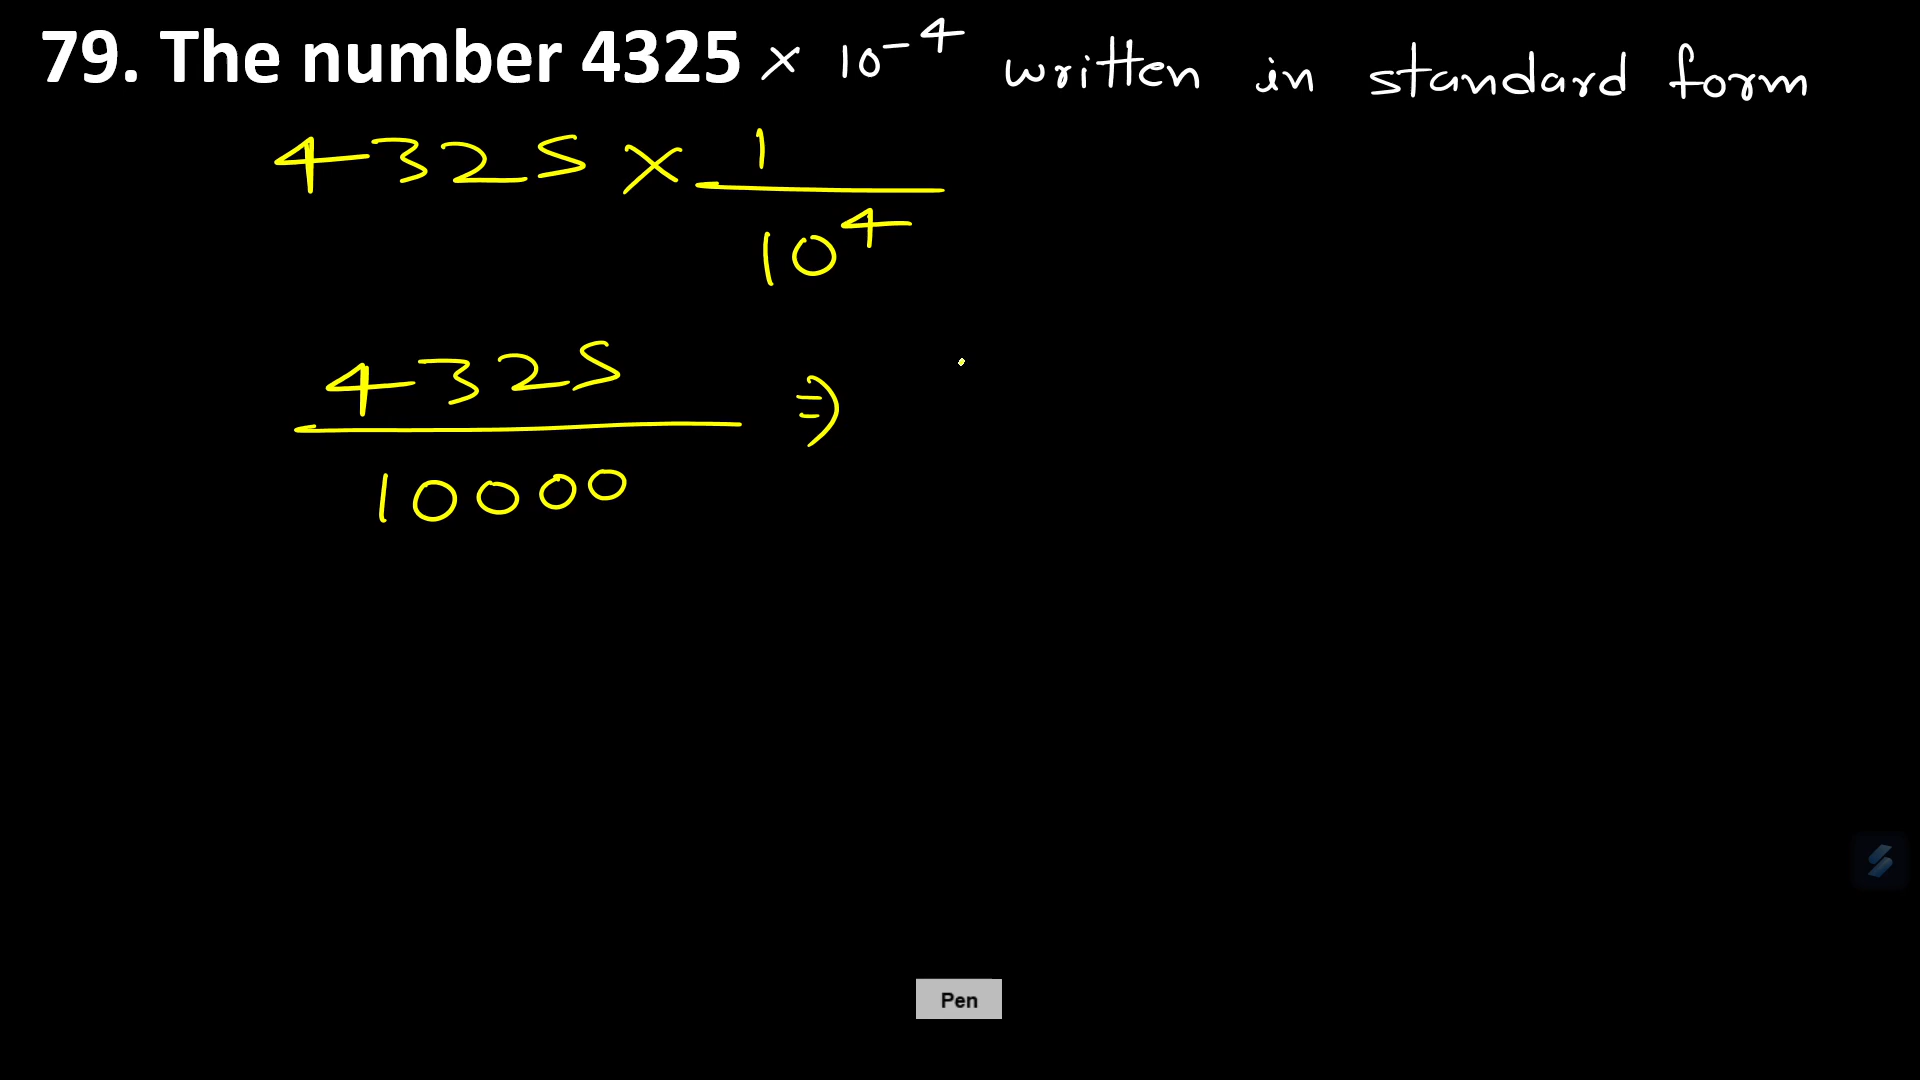 79. The number 4325 × 10⁻⁴ written in standard form
4325 × 1
10⁴
4325 ⇒
10000
Pen